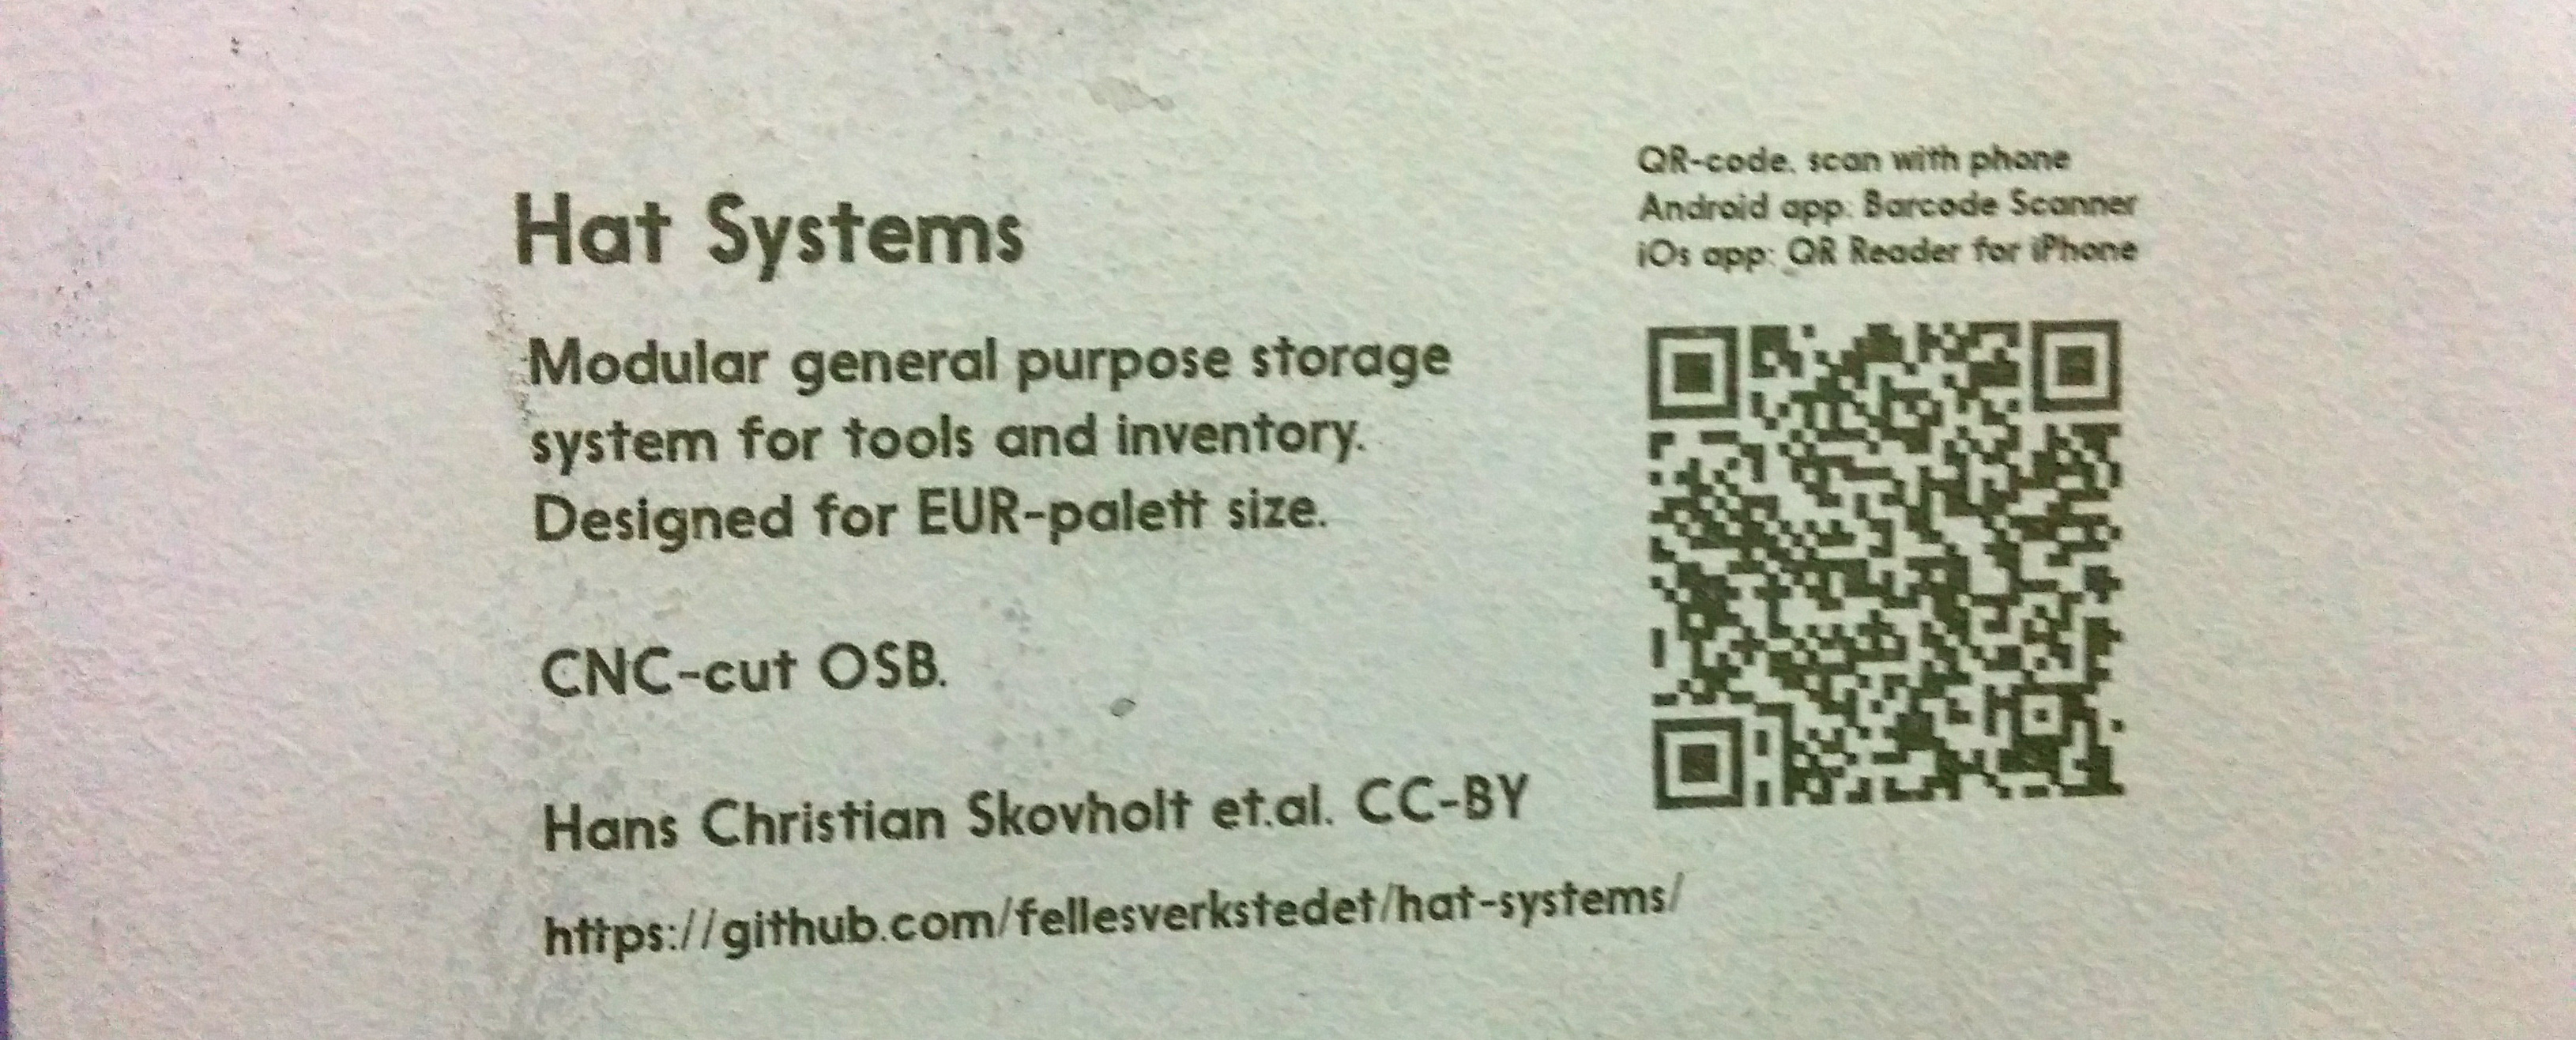 Hat Systems
Modular general purpose storage
system for tools and inventory.
Designed for EUR-palett size.
CNC-cut OSB.
Hans Christian Skovholt et.al. CC-BY
https://github.com/fellesverkstedet/hat-systems/
QR-code, scan with phone
Android app: Barcode Scanner
iOs app: QR Reader for iPhone